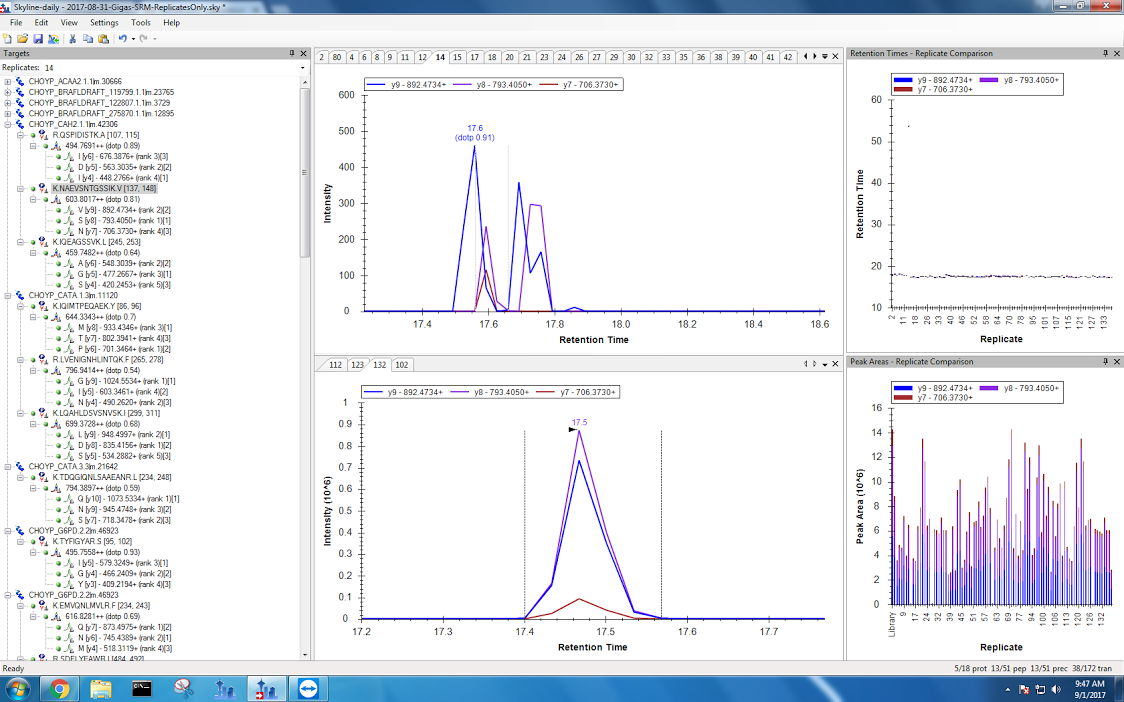 Skyline-daily - 2017-08-31-Gigas-SRM-ReplicatesOnly.sky *
File Edit View Settings Tools Help
Targets
Replicates: 14
CHOYP_ACAA2.1.1|m.30666
CHOYP_BRAFLDRAFT_119799.1.1|m.23765
CHOYP_BRAFLDRAFT_122807.1.1|m.3729
CHOYP_BRAFLDRAFT_275870.1.1|m.12895
CHOYP_CAH2.1.1|m.42306
R.QSPIDISTK.A [107, 115]
494.7691++ (dotp 0.89)
I [y6] - 676.3876+ (rank 3)[3]
D [y5] - 563.3035+ (rank 2)[2]
I [y4] - 448.2766+ (rank 4)[1]
K.NAEVSNTGSSIK.V [137, 148]
603.8017++ (dotp 0.81)
V [y9] - 892.4734+ (rank 2)[2]
S [y8] - 793.4050+ (rank 1)[1]
N [y7] - 706.3730+ (rank 4)[3]
K.IQEAGSSVK.L [245, 253]
459.7482++ (dotp 0.64)
A [y6] - 548.3039+ (rank 2)[2]
G [y5] - 477.2667+ (rank 3)[1]
S [y4] - 420.2453+ (rank 5)[3]
CHOYP_CATA.1.3|m.11120
K.IQIMTPEQAEK.Y [86, 96]
644.3343++ (dotp 0.7)
M [y8] - 933.4346+ (rank 3)[1]
T [y7] - 802.3941+ (rank 4)[3]
P [y6] - 701.3464+ (rank 1)[2]
R.LVENIGNHLINTQK.F [265, 278]
796.9414++ (dotp 0.54)
G [y9] - 1024.5534+ (rank 1)[1]
I [y5] - 603.3461+ (rank 4)[2]
N [y4] - 490.2620+ (rank 2)[3]
K.LQAHLDSVSNVSK.I [299, 311]
699.3728++ (dotp 0.68)
L [y9] - 948.4997+ (rank 2)[1]
D [y8] - 835.4156+ (rank 1)[2]
S [y5] - 534.2882+ (rank 5)[3]
CHOYP_CATA.3.3|m.21642
K.TDQGIQNLSAAEANR.L [234, 248]
794.3897++ (dotp 0.59)
Q [y10] - 1073.5334+ (rank 1)[1]
N [y9] - 945.4748+ (rank 3)[2]
S [y7] - 718.3478+ (rank 2)[3]
CHOYP_G6PD.2.2|m.46923
K.TYFIGYAR.S [95, 102]
495.7558++ (dotp 0.93)
I [y5] - 579.3249+ (rank 3)[1]
G [y4] - 466.2409+ (rank 2)[2]
Y [y3] - 409.2194+ (rank 4)[3]
CHOYP_G6PD.2.2|m.46923
K.EMVQNLMVLR.F [234, 243]
616.8281++ (dotp 0.69)
Q [y7] - 873.4975+ (rank 1)[2]
N [y6] - 745.4389+ (rank 2)[1]
M [y4] - 518.3119+ (rank 4)[3]
R.SDELYEAWR.I [484, 492]
2 80 4 6 8 9 11 12 14 15 17 18 20 21 25 26 27 29 30 32 33 35 36 38 39 40 41 42
y9 - 892.4734+ y8 - 793.4050+ y7 - 706.3730+
17.6
(dotp 0.91)
Intensity
600
500
400
300
200
100
0
17.4 17.6 17.8 18.0 18.2 18.4 18.6
Retention Time
112 123 132 102
y9 - 892.4734+ y8 - 793.4050+ y7 - 706.3730+
17.5
Intensity (10^6)
1
0.9
0.8
0.7
0.6
0.5
0.4
0.3
0.2
0.1
0
17.2 17.3 17.4 17.5 17.6 17.7
Retention Time
Retention Times - Replicate Comparison
y9 - 892.4734+ y8 - 793.4050+
y7 - 706.3730+
Retention Time
60
50
40
30
20
10
2 11 18 26 33 40 46 52 58 64 70 78 95 101 107 115 121 127 133
Replicate
Peak Areas - Replicate Comparison
y9 - 892.4734+ y8 - 793.4050+
y7 - 706.3730+
Peak Area (10^6)
16
14
12
10
8
6
4
2
0
Library 9 17 24 32 39 45 51 57 63 69 77 94 100 106 113 120 126 132
Replicate
Ready
5/18 prot 13/51 pep 13/51 prec 38/172 tran
9:47 AM
9/1/2017